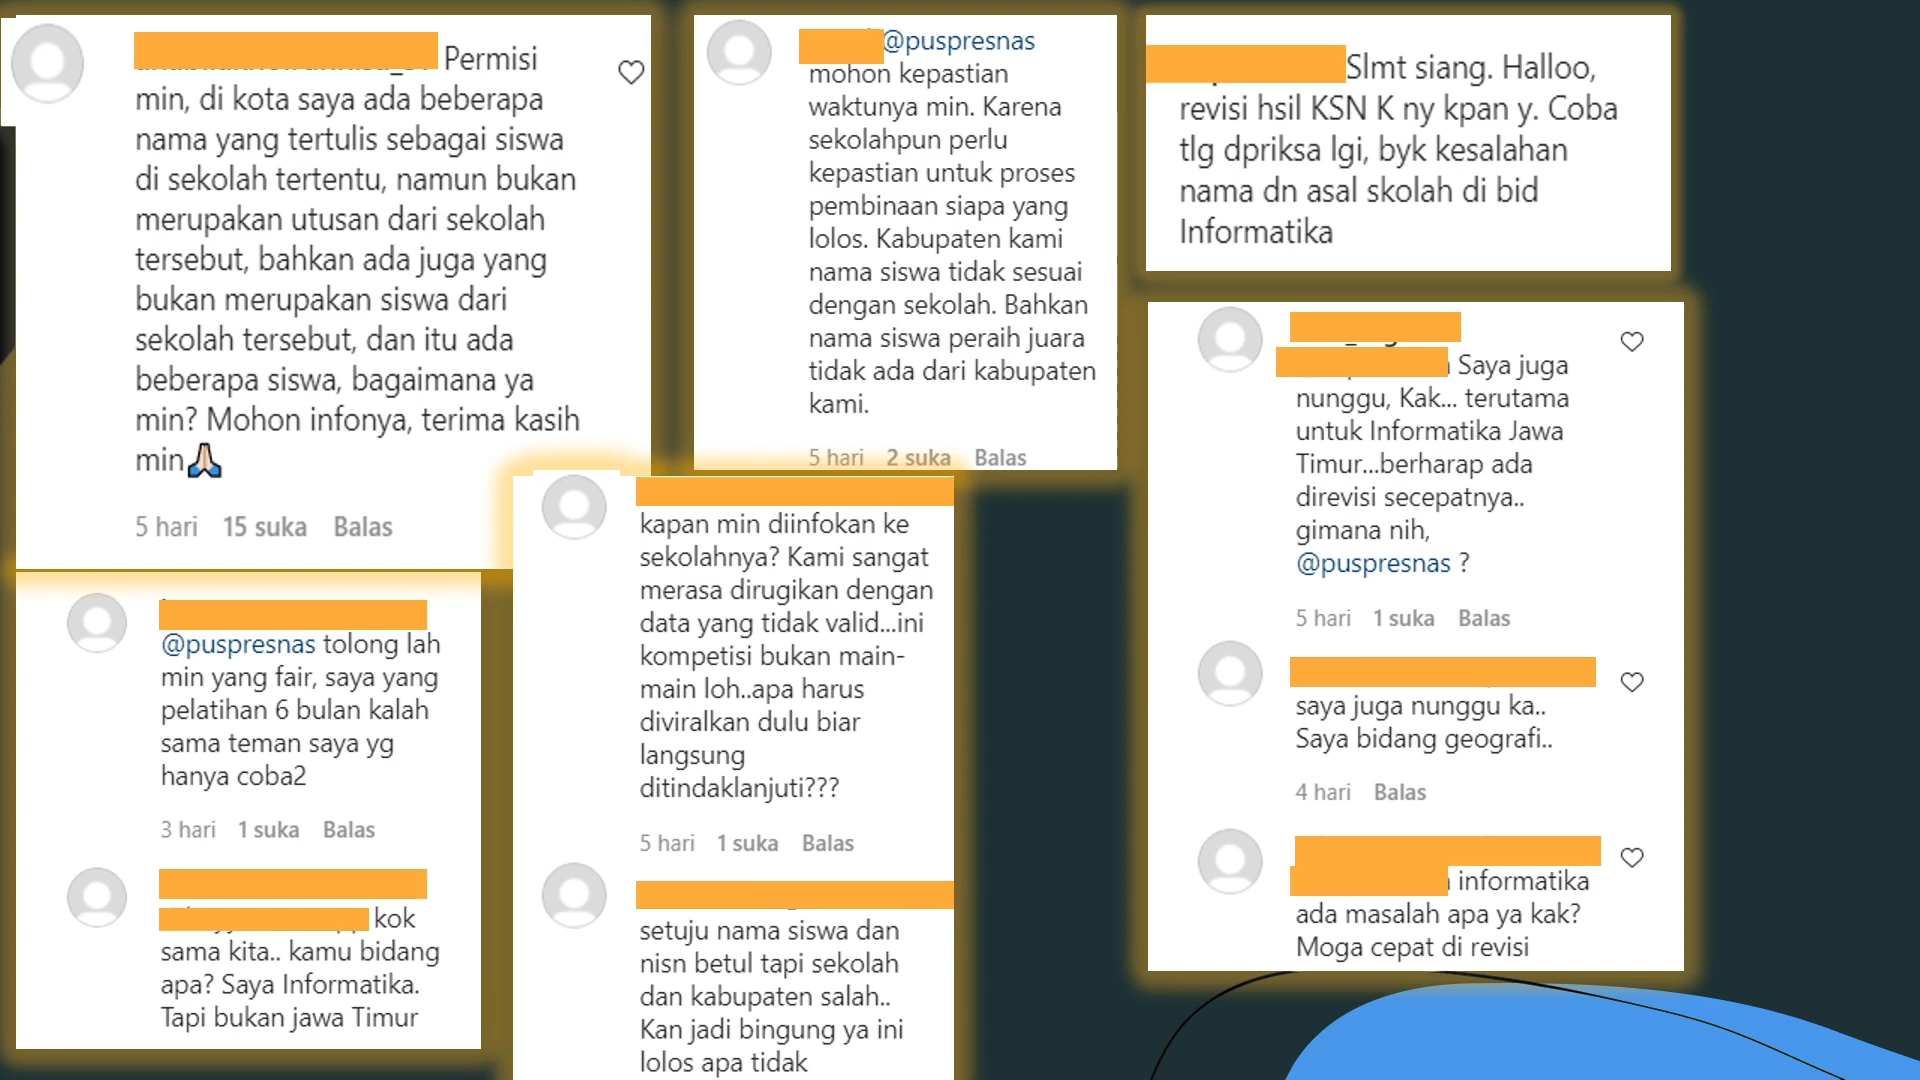 Permisi
min, di kota saya ada beberapa
nama yang tertulis sebagai siswa
di sekolah tertentu, namun bukan
merupakan utusan dari sekolah
tersebut, bahkan ada juga yang
bukan merupakan siswa dari
sekolah tersebut, dan itu ada
beberapa siswa, bagaimana ya
min? Mohon infonya, terima kasih
min🙏🏻
5 hari 15 suka Balas
@puspresnas tolong lah
min yang fair, saya yang
pelatihan 6 bulan kalah
sama teman saya yg
hanya coba2
3 hari 1 suka Balas
kok
sama kita.. kamu bidang
apa? Saya Informatika.
Tapi bukan jawa Timur
@puspresnas
mohon kepastian
waktunya min. Karena
sekolahpun perlu
kepastian untuk proses
pembinaan siapa yang
lolos. Kabupaten kami
nama siswa tidak sesuai
dengan sekolah. Bahkan
nama siswa peraih juara
tidak ada dari kabupaten
kami.
5 hari 2 suka Balas
kapan min diinfokan ke
sekolahnya? Kami sangat
merasa dirugikan dengan
data yang tidak valid...ini
kompetisi bukan main-
main loh..apa harus
diviralkan dulu biar
langsung
ditindaklanjuti???
5 hari 1 suka Balas
setuju nama siswa dan
nisn betul tapi sekolah
dan kabupaten salah..
Kan jadi bingung ya ini
lolos apa tidak
Slmt siang. Halloo,
revisi hsil KSN K ny kpan y. Coba
tlg dpriksa lgi, byk kesalahan
nama dn asal skolah di bid
Informatika
Saya juga
nunggu, Kak... terutama
untuk Informatika Jawa
Timur...berharap ada
direvisi secepatnya..
gimana nih,
@puspresnas ?
5 hari 1 suka Balas
saya juga nunggu ka..
Saya bidang geografi..
4 hari Balas
informatika
ada masalah apa ya kak?
Moga cepat di revisi